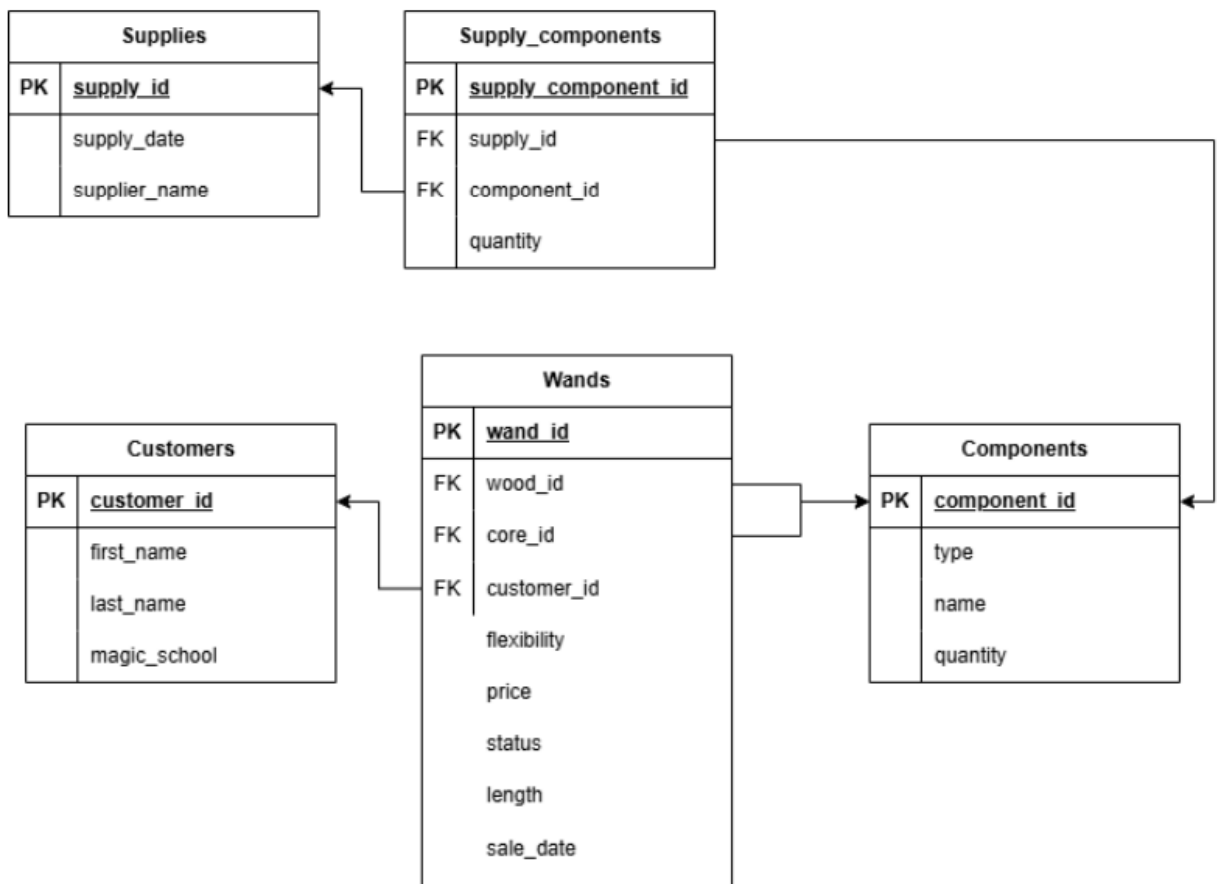 Supplies
PK supply_id
supply_date
supplier_name
Supply_components
PK supply_component_id
FK supply_id
FK component_id
quantity
Customers
PK customer_id
first_name
last_name
magic_school
Wands
PK wand_id
FK wood_id
FK core_id
FK customer_id
flexibility
price
status
length
sale_date
Components
PK component_id
type
name
quantity